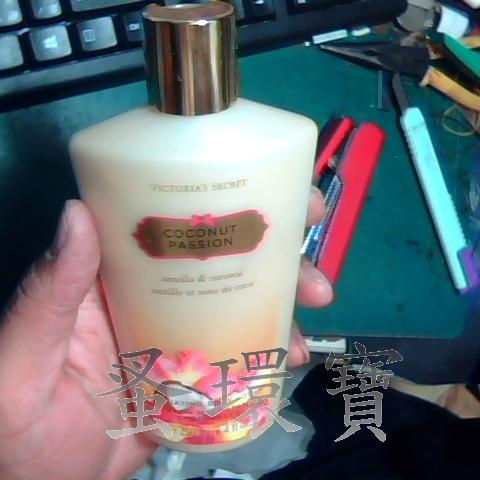 VICTORIA'S SECRET
COCONUT
PASSION
vanilla & coconut
vanille et noix de coco
蚤環寶